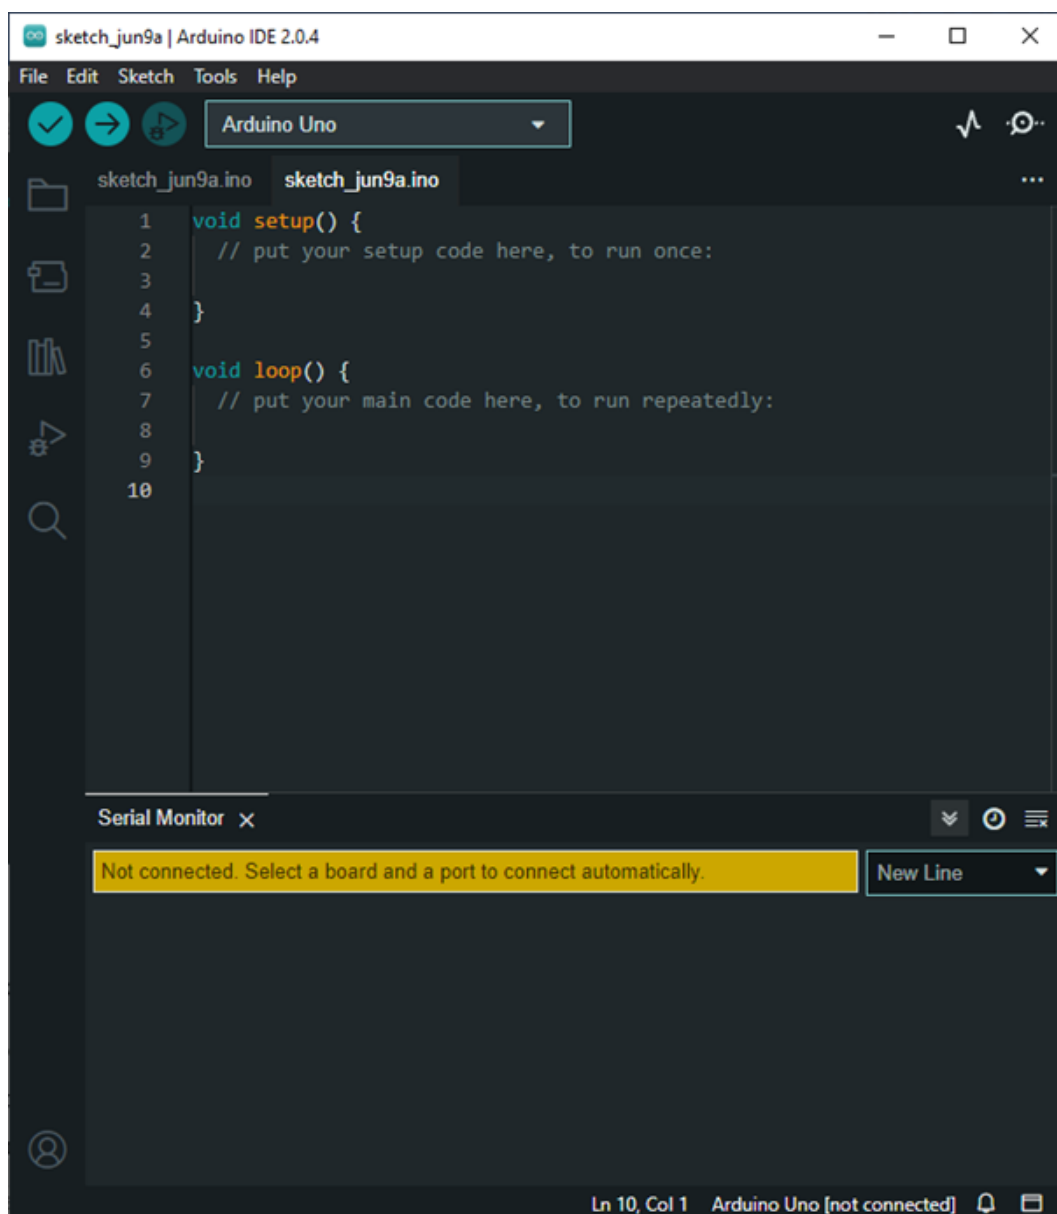 sketch_jun9a | Arduino IDE 2.0.4
File Edit Sketch Tools Help
Arduino Uno
sketch_jun9a.ino sketch_jun9a.ino
1 void setup() {
2   // put your setup code here, to run once:
3
4 }
5
6 void loop() {
7   // put your main code here, to run repeatedly:
8
9 }
10
Serial Monitor
Not connected. Select a board and a port to connect automatically.
New Line
Ln 10, Col 1 Arduino Uno [not connected]